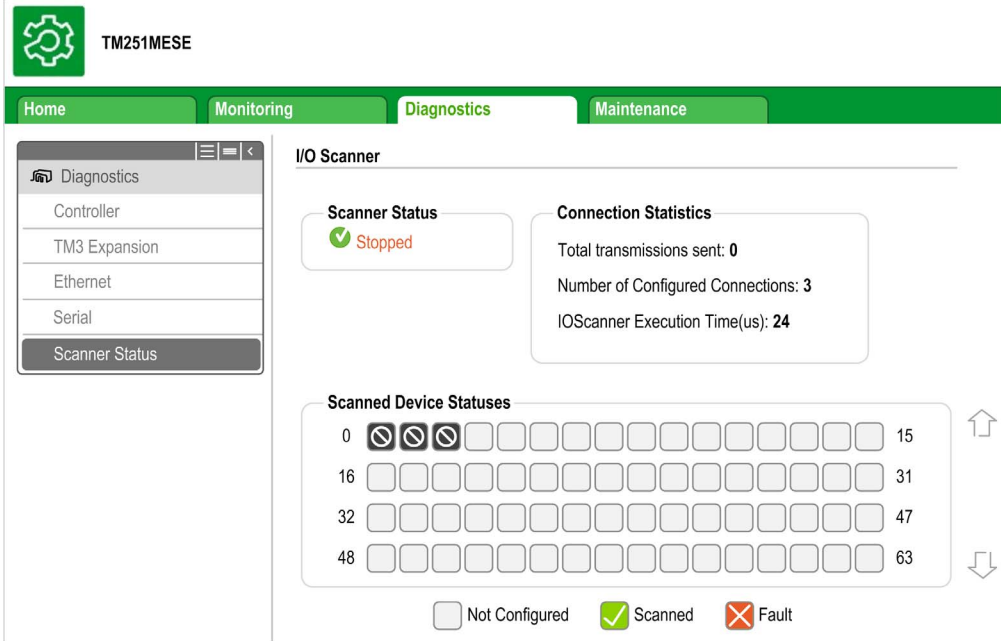 TM251MESE
Home Monitoring Diagnostics Maintenance
Diagnostics
Controller
TM3 Expansion
Ethernet
Serial
Scanner Status
I/O Scanner
Scanner Status
Stopped
Connection Statistics
Total transmissions sent: 0
Number of Configured Connections: 3
IOScanner Execution Time(us): 24
Scanned Device Statuses
0 15
16 31
32 47
48 63
Not Configured Scanned Fault